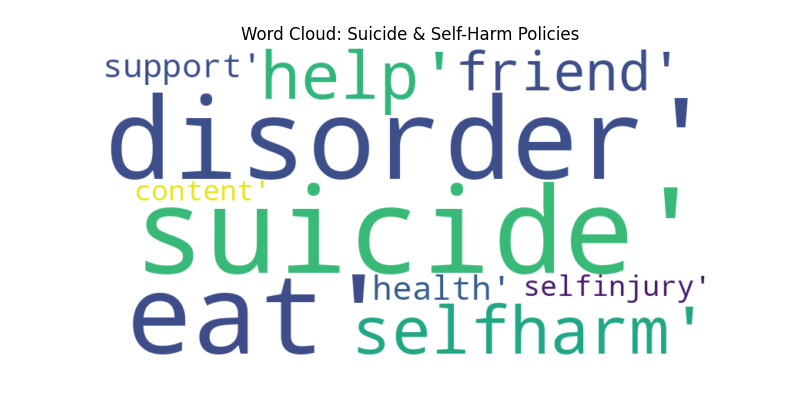 Word Cloud: Suicide & Self-Harm Policies
support' help' friend'
disorder'
content'
suicide'
eat' health' selfinjury'
selfharm'